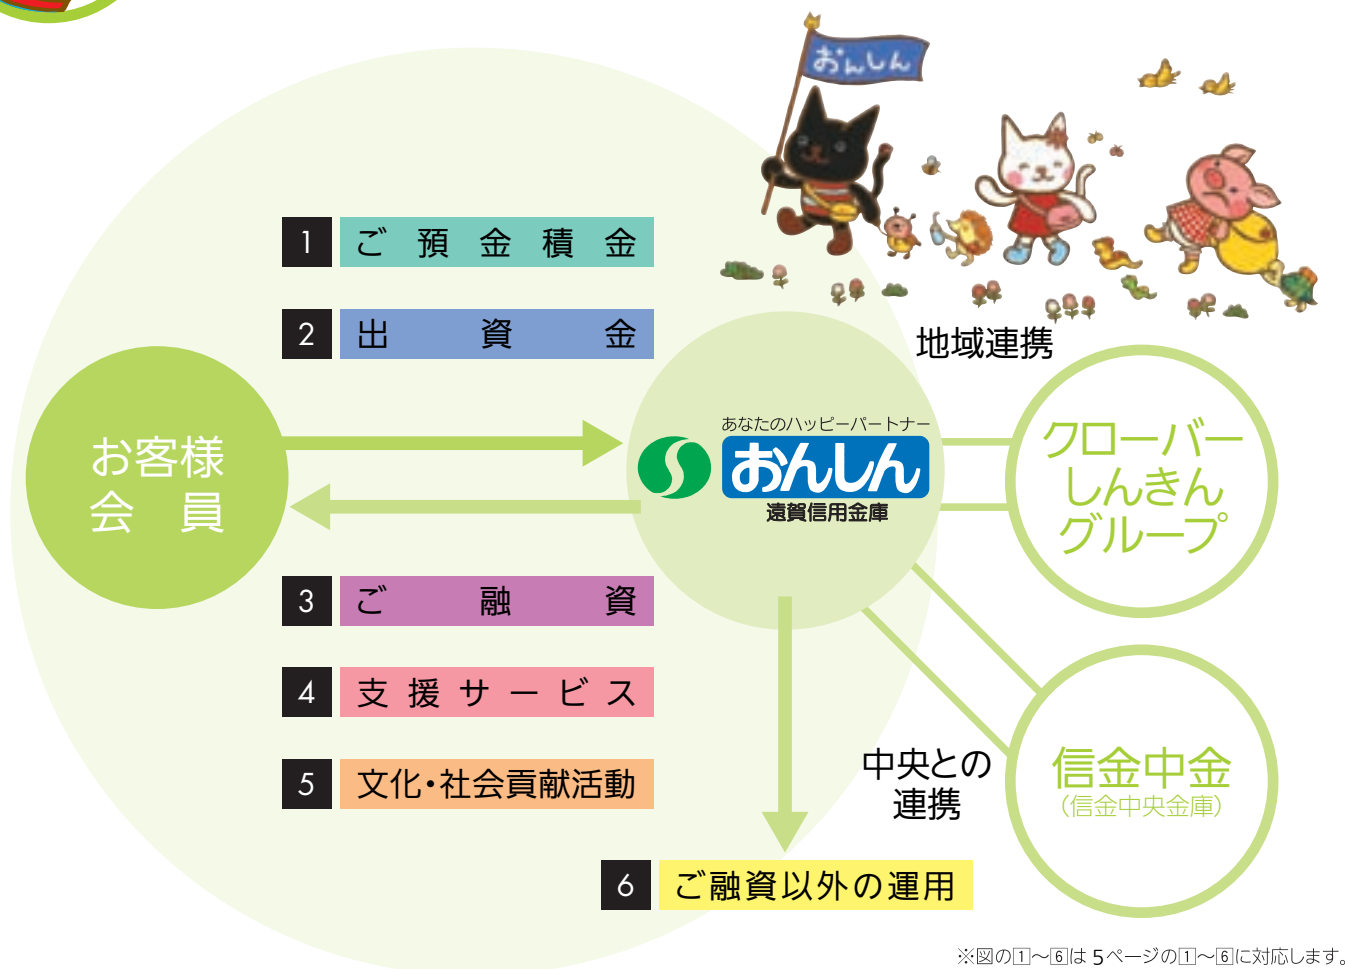 おんしん
1 ご預金積金
2 出資金
地域連携
お客様
会員
あなたのハッピーパートナー
おんしん
遠賀信用金庫
クローバー
しんきん
グループ
3 ご融資
4 支援サービス
5 文化・社会貢献活動
中央との
連携
信金中金
(信金中央金庫)
6 ご融資以外の運用
※図の1〜6は 5ページの1〜6に対応します。